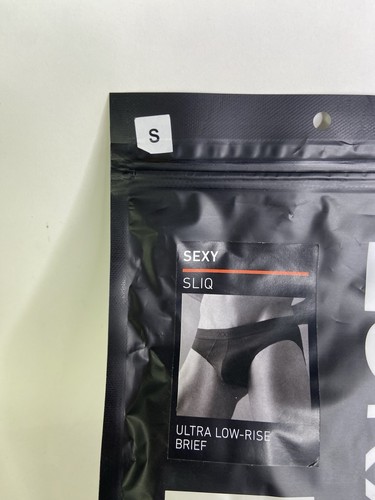 S
SEXY
SLIQ
ULTRA LOW-RISE
BRIEF